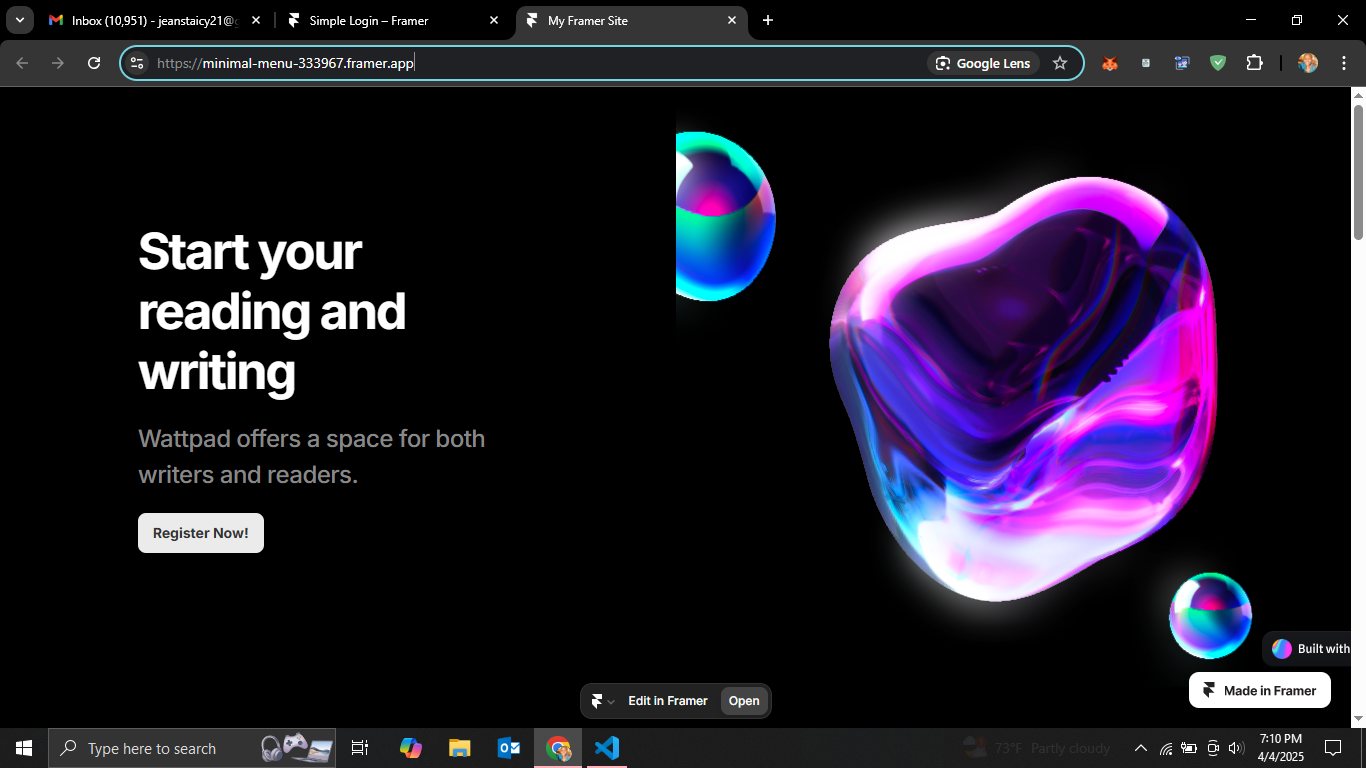 Inbox (10,951) - jeanstaicy21@g
Simple Login – Framer
My Framer Site
https://minimal-menu-333967.framer.app
Google Lens
Start your
reading and
writing
Wattpad offers a space for both
writers and readers.
Register Now!
Built with
Made in Framer
Edit in Framer
Open
Type here to search
73°F Partly cloudy
7:10 PM
4/4/2025